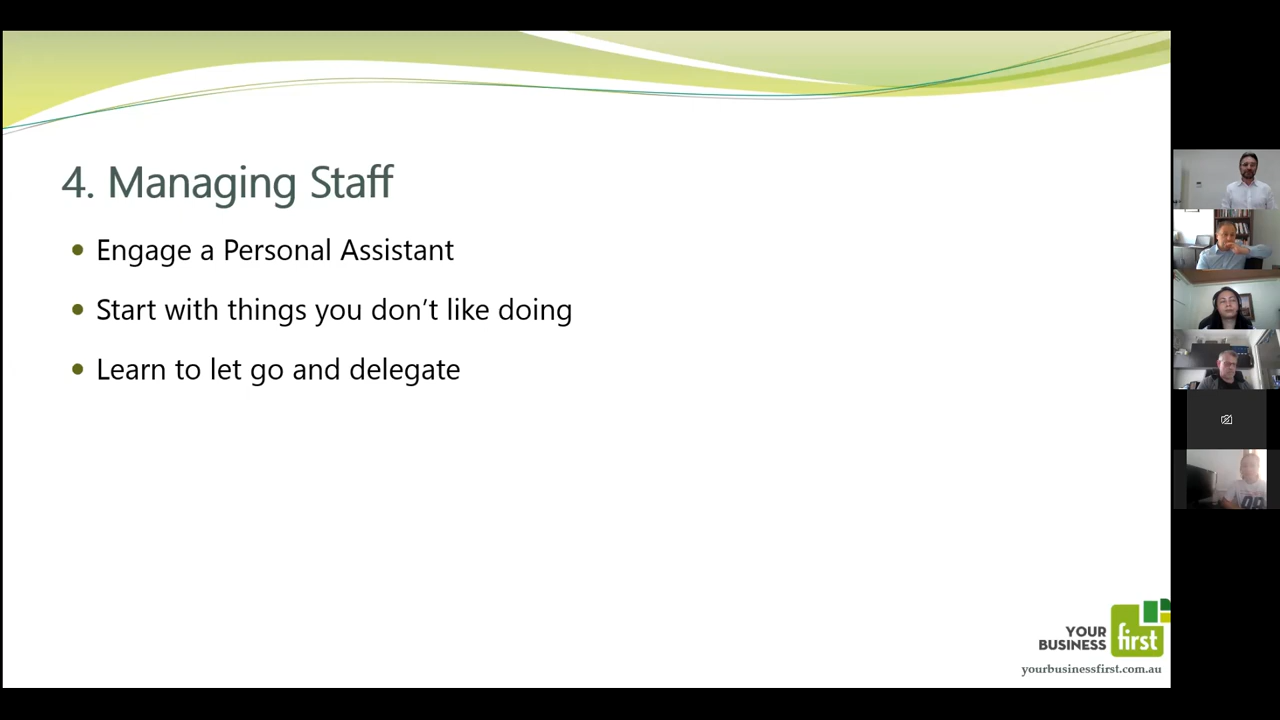 4. Managing Staff
Engage a Personal Assistant
Start with things you don’t like doing
Learn to let go and delegate
YOUR
BUSINESS
first
yourbusinessfirst.com.au